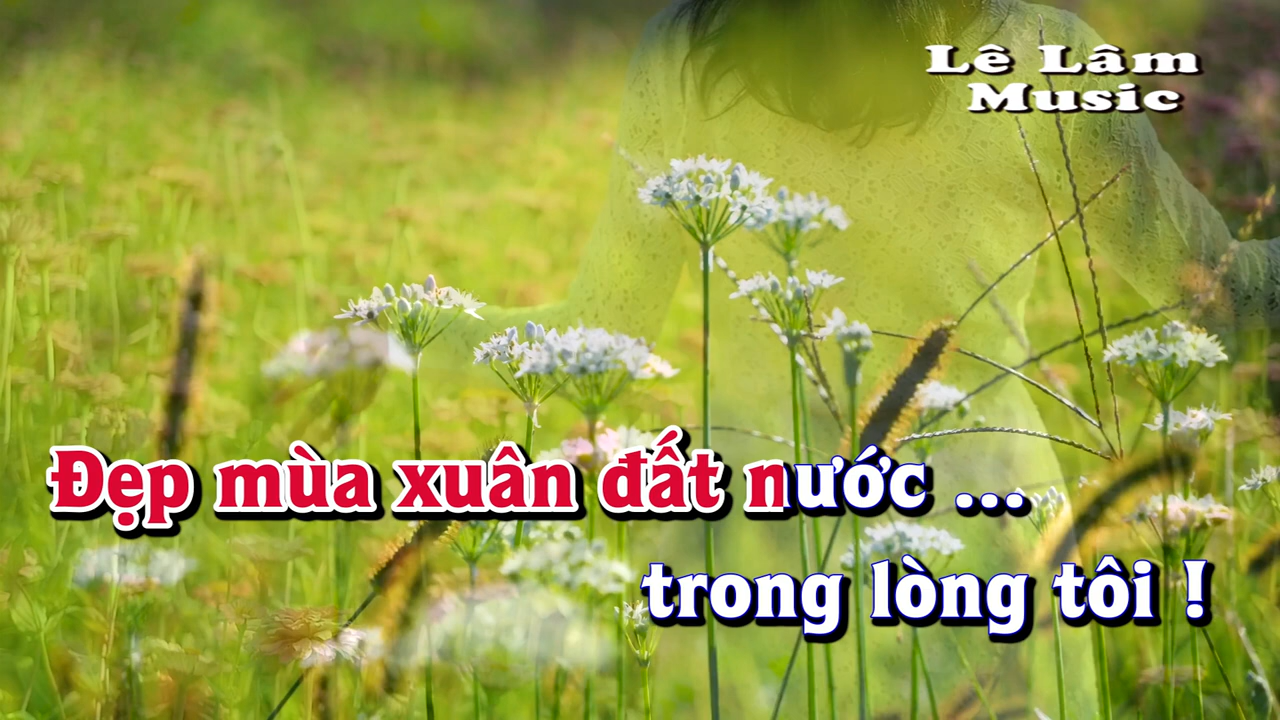 Lê Lâm
Music
Đẹp mùa xuân đất nước ...
trong lòng tôi !